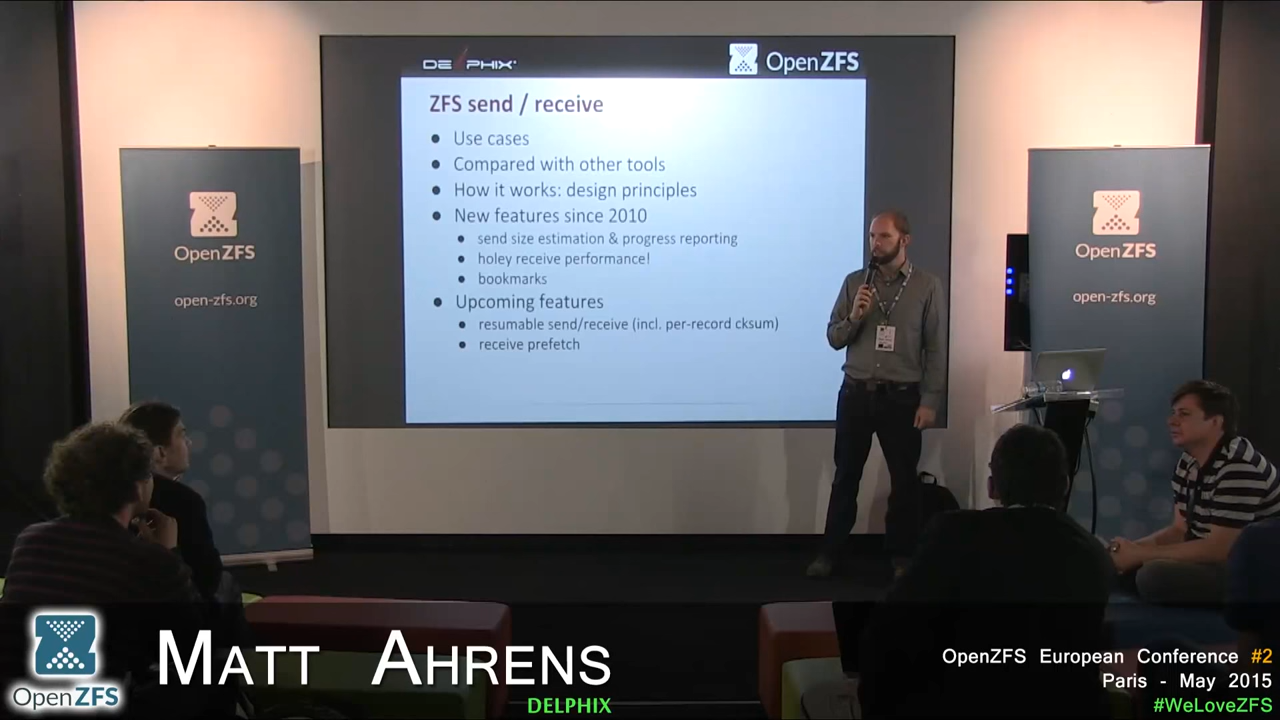 DELPHIX
OpenZFS
ZFS send / receive
● Use cases
● Compared with other tools
● How it works: design principles
● New features since 2010
● send size estimation & progress reporting
● holey receive performance!
● bookmarks
● Upcoming features
● resumable send/receive (incl. per-record cksum)
● receive prefetch
OpenZFS
open-zfs.org
OpenZFS
open-zfs.org
OpenZFS
MATT AHRENS
DELPHIX
OpenZFS European Conference #2
Paris - May 2015
#WeLoveZFS